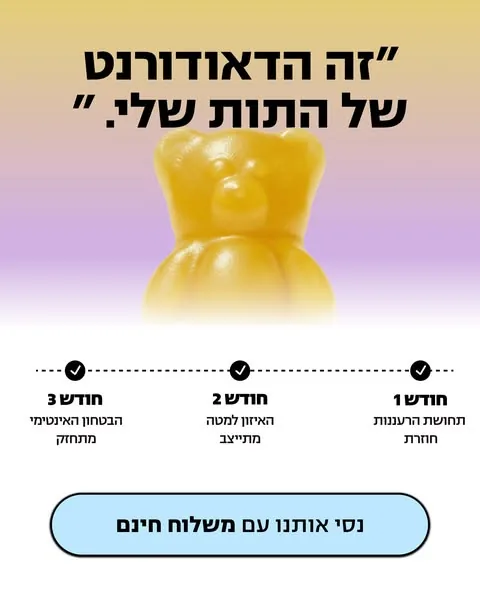 "זה הדאודורנט
של התות שלי. "
חודש 1
תחושת הרעננות
חוזרת
חודש 2
האיזון למטה
מתייצב
חודש 3
הבטחון האינטימי
מתחזק
נסי אותנו עם משלוח חינם